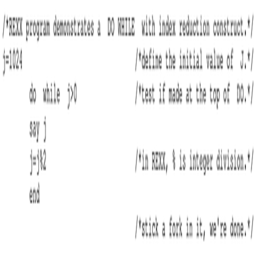 /*REXX program demonstrates a  DO WHILE  with index reduction construct.*/
j=1024                            /*define the initial value of  J.*/
       do  while  j>0             /*test if made at the top of  DO.*/
       say j
       j=j%2                      /*in REXX, % is integer division.*/
       end
                                  /*stick a fork in it, we're done.*/